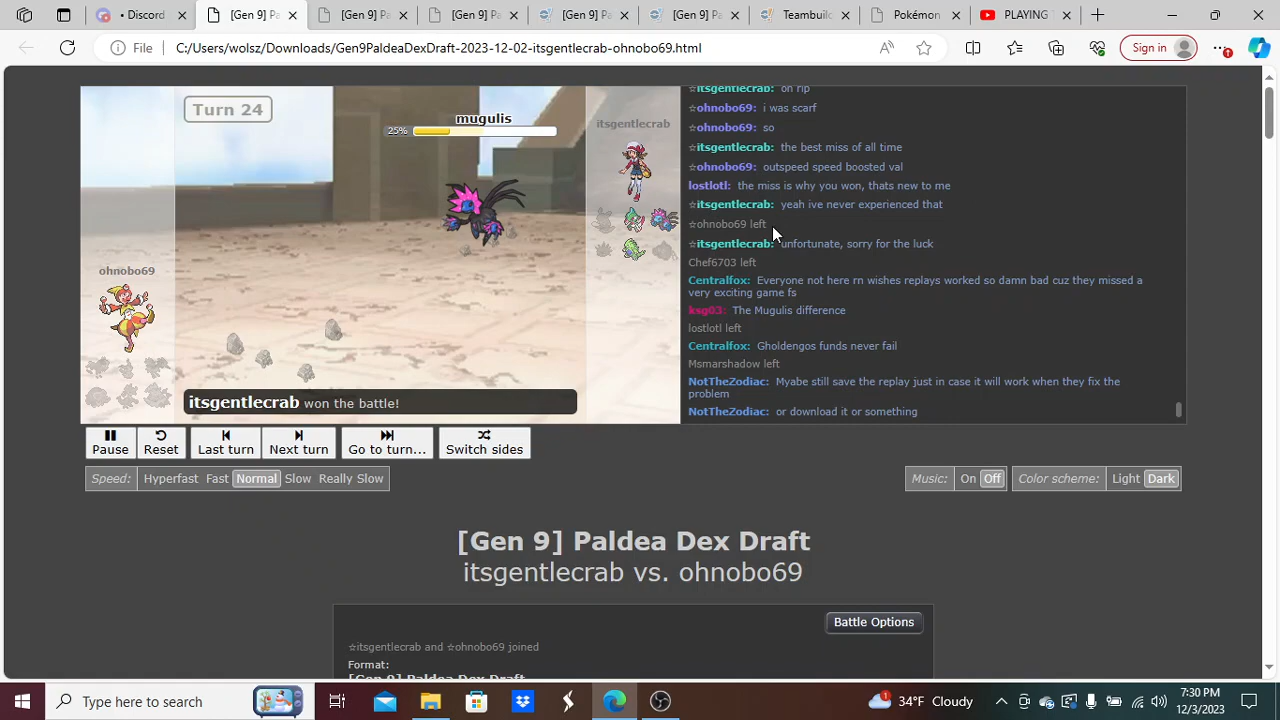 - Discord
[Gen 9] Pa
[Gen 9] Pa
[Gen 9] Pa
[Gen 9] Pa
[Gen 9] Pa
Teambuil
Pokémon
PLAYING
File
C:/Users/wolsz/Downloads/Gen9PaldeaDexDraft-2023-12-02-itsgentlecrab-ohnobo69.html
Sign in
Turn 24
mugulis
25%
itsgentlecrab
ohnobo69
itsgentlecrab won the battle!
☆itsgentlecrab: on rip
☆ohnobo69: i was scarf
☆ohnobo69: so
☆itsgentlecrab: the best miss of all time
☆ohnobo69: outspeed speed boosted val
lostlotl: the miss is why you won, thats new to me
☆itsgentlecrab: yeah ive never experienced that
☆ohnobo69 left
☆itsgentlecrab: unfortunate, sorry for the luck
Chef6703 left
Centralfox: Everyone not here rn wishes replays worked so damn bad cuz they missed a
very exciting game fs
ksg03: The Mugulis difference
lostlotl left
Centralfox: Gholdengos funds never fail
Msmarshadow left
NotTheZodiac: Myabe still save the replay just in case it will work when they fix the
problem
NotTheZodiac: or download it or something
Pause
Reset
Last turn
Next turn
Go to turn...
Switch sides
Speed: Hyperfast Fast Normal Slow Really Slow
Music: On Off
Color scheme: Light Dark
[Gen 9] Paldea Dex Draft
itsgentlecrab vs. ohnobo69
Battle Options
☆itsgentlecrab and ☆ohnobo69 joined
Format:
[Gen 9] Paldea Dex Draft
Type here to search
1
34°F Cloudy
7:30 PM
12/3/2023